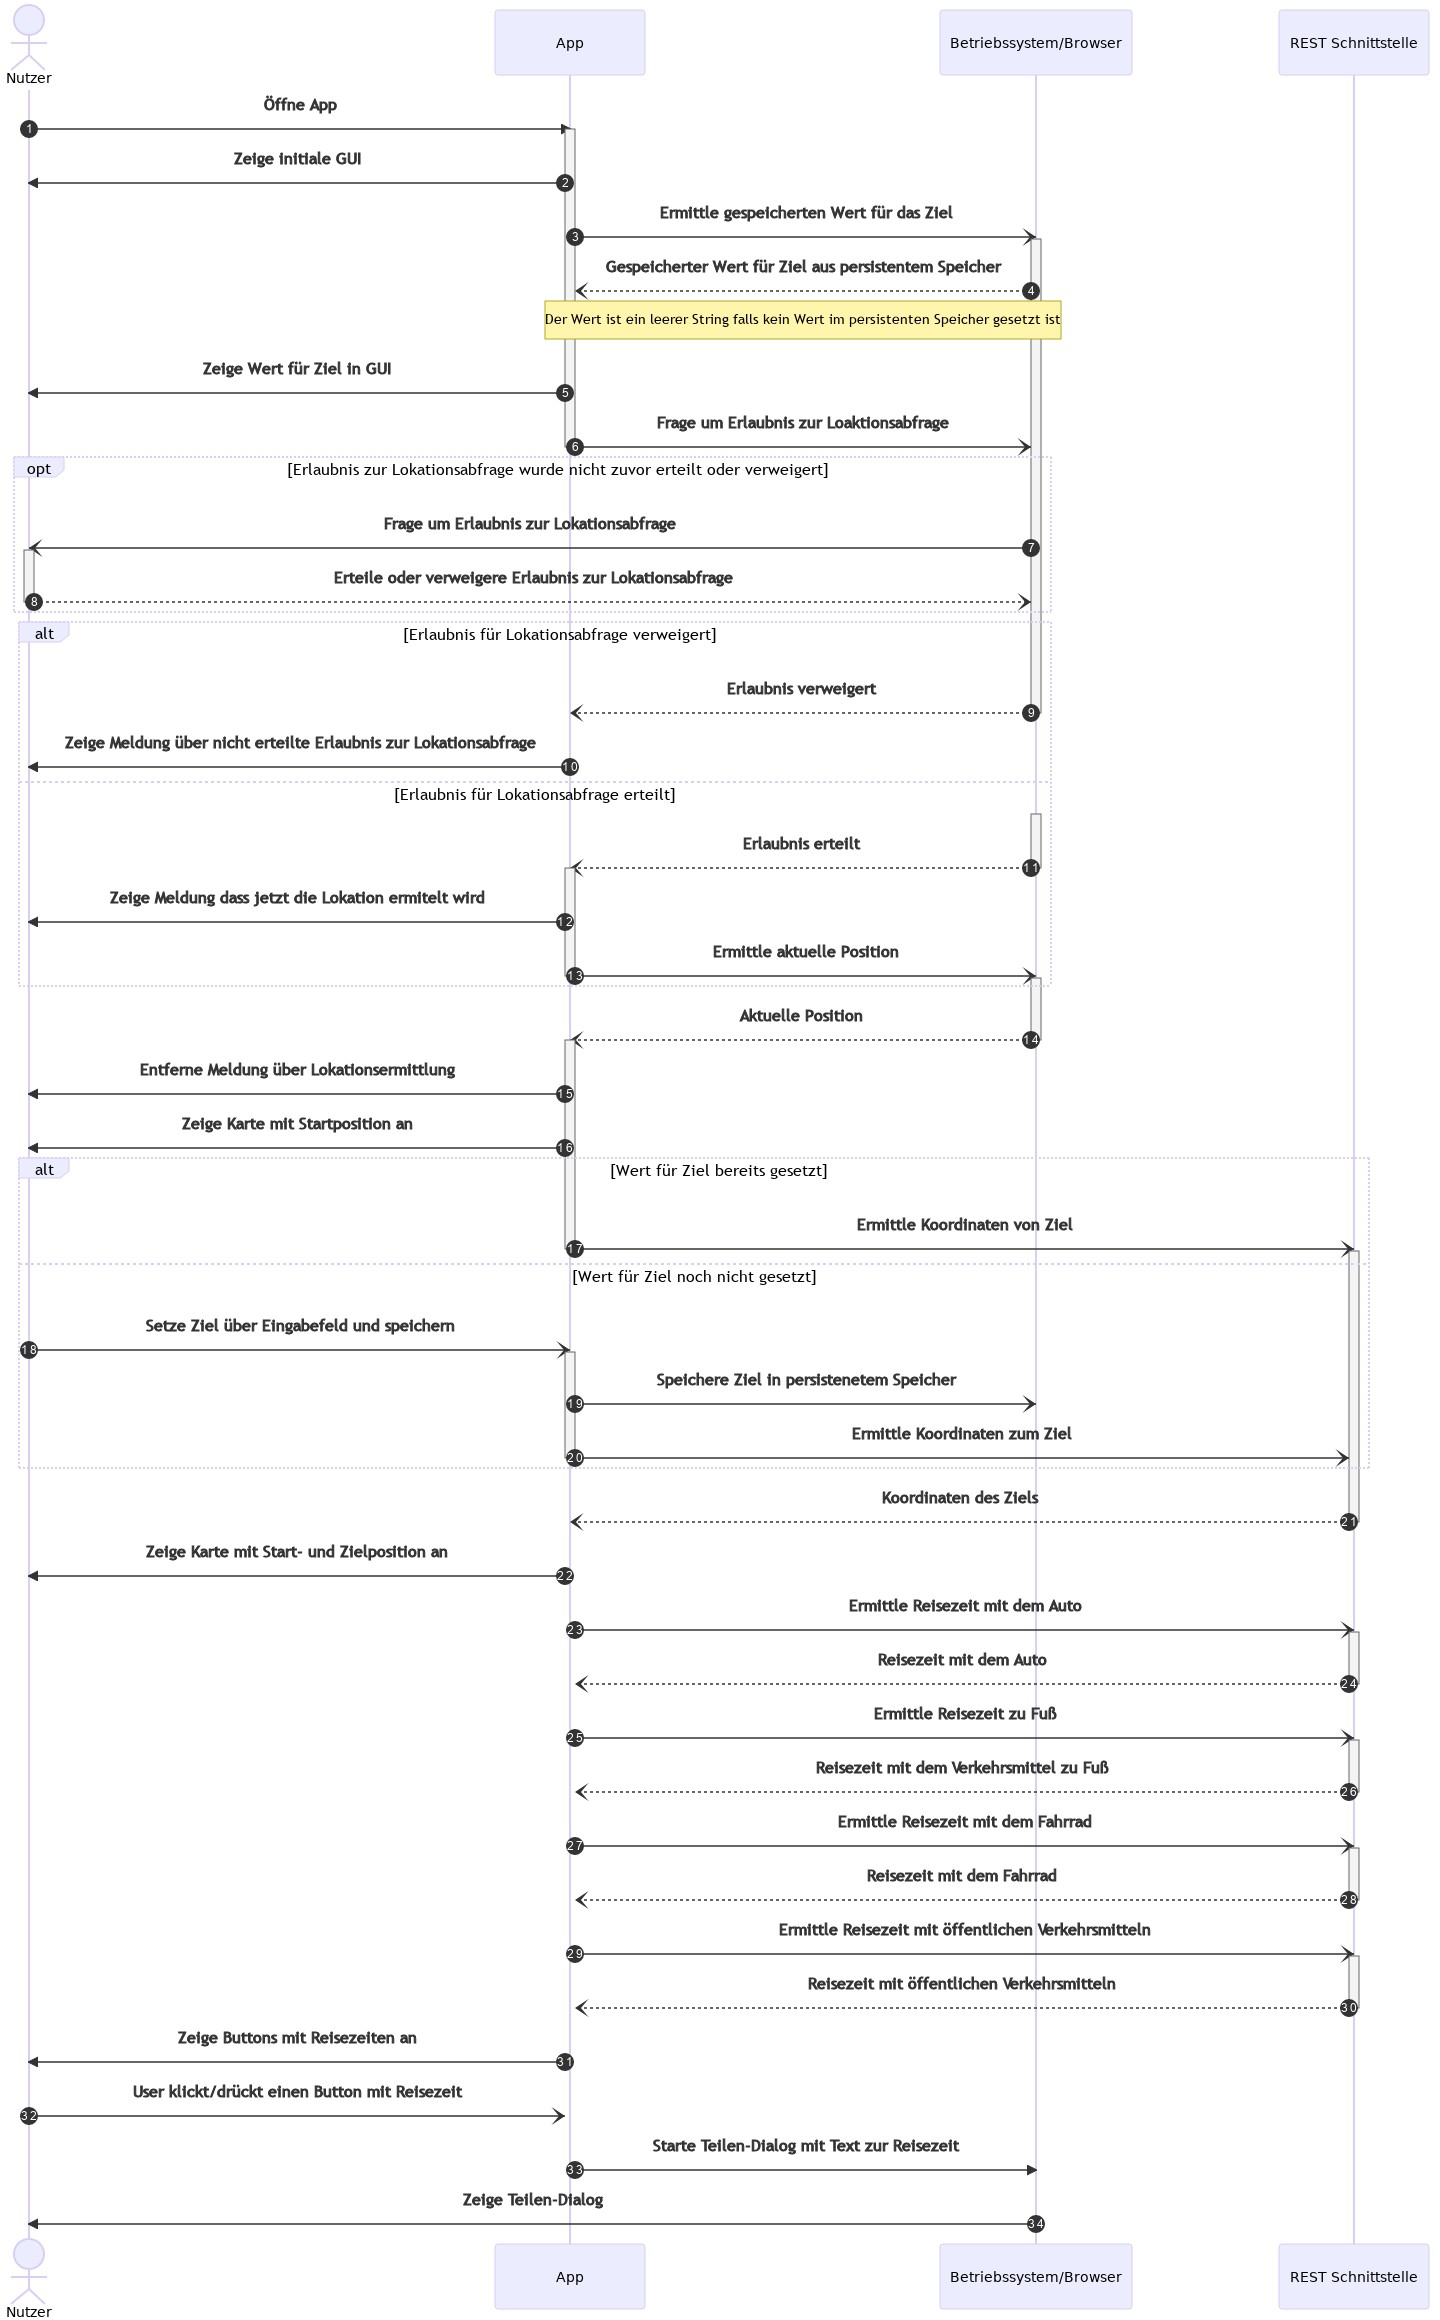 Nutzer
App
Betriebssystem/Browser
REST Schnittstelle
Öffne App
1
Zeige initiale GUI
2
Ermittle gespeicherten Wert für das Ziel
3
Gespeicherter Wert für Ziel aus persistentem Speicher
4
Der Wert ist ein leerer String falls kein Wert im persistenten Speicher gesetzt ist
Zeige Wert für Ziel in GUI
5
Frage um Erlaubnis zur Loaktionsabfrage
6
opt
[Erlaubnis zur Lokationsabfrage wurde nicht zuvor erteilt oder verweigert]
Frage um Erlaubnis zur Lokationsabfrage
7
Erteile oder verweigere Erlaubnis zur Lokationsabfrage
8
alt
[Erlaubnis für Lokationsabfrage verweigert]
Erlaubnis verweigert
9
Zeige Meldung über nicht erteilte Erlaubnis zur Lokationsabfrage
10
[Erlaubnis für Lokationsabfrage erteilt]
Erlaubnis erteilt
11
Zeige Meldung dass jetzt die Lokation ermitelt wird
12
Ermittle aktuelle Position
13
Aktuelle Position
14
Entferne Meldung über Lokationsermittlung
15
Zeige Karte mit Startposition an
16
alt
[Wert für Ziel bereits gesetzt]
Ermittle Koordinaten von Ziel
17
[Wert für Ziel noch nicht gesetzt]
Setze Ziel über Eingabefeld und speichern
18
Speichere Ziel in persistenetem Speicher
19
Ermittle Koordinaten zum Ziel
20
Koordinaten des Ziels
21
Zeige Karte mit Start- und Zielposition an
22
Ermittle Reisezeit mit dem Auto
23
Reisezeit mit dem Auto
24
Ermittle Reisezeit zu Fuß
25
Reisezeit mit dem Verkehrsmittel zu Fuß
26
Ermittle Reisezeit mit dem Fahrrad
27
Reisezeit mit dem Fahrrad
28
Ermittle Reisezeit mit öffentlichen Verkehrsmitteln
29
Reisezeit mit öffentlichen Verkehrsmitteln
30
Zeige Buttons mit Reisezeiten an
31
User klickt/drückt einen Button mit Reisezeit
32
Starte Teilen-Dialog mit Text zur Reisezeit
33
Zeige Teilen-Dialog
34
Nutzer
App
Betriebssystem/Browser
REST Schnittstelle